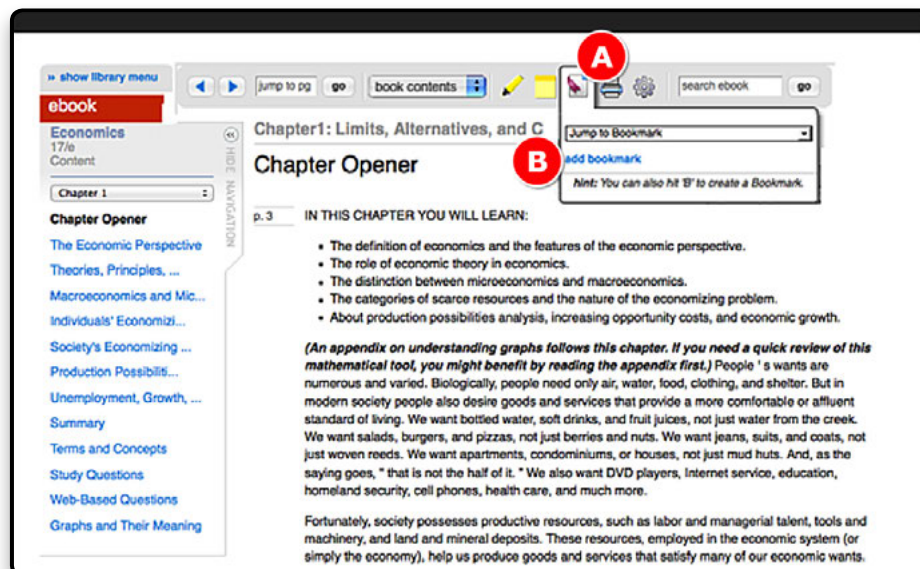 A
» show library menu
jump to pg go book contents search ebook go
ebook
Economics
17/e
Content
Chapter 1
Chapter Opener
The Economic Perspective
Theories, Principles, ...
Macroeconomics and Mic...
Individuals' Economizi...
Society's Economizing ...
Production Possibiliti...
Unemployment, Growth, ...
Summary
Terms and Concepts
Study Questions
Web-Based Questions
Graphs and Their Meaning
HIDE NAVIGATION
Jump to Bookmark
B
add bookmark
hint: You can also hit 'B' to create a Bookmark.
Chapter1: Limits, Alternatives, and C
Chapter Opener
p. 3 IN THIS CHAPTER YOU WILL LEARN:
• The definition of economics and the features of the economic perspective.
• The role of economic theory in economics.
• The distinction between microeconomics and macroeconomics.
• The categories of scarce resources and the nature of the economizing problem.
• About production possibilities analysis, increasing opportunity costs, and economic growth.
(An appendix on understanding graphs follows this chapter. If you need a quick review of this
mathematical tool, you might benefit by reading the appendix first.) People ' s wants are
numerous and varied. Biologically, people need only air, water, food, clothing, and shelter. But in
modern society people also desire goods and services that provide a more comfortable or affluent
standard of living. We want bottled water, soft drinks, and fruit juices, not just water from the creek.
We want salads, burgers, and pizzas, not just berries and nuts. We want jeans, suits, and coats, not
just woven reeds. We want apartments, condominiums, or houses, not just mud huts. And, as the
saying goes, " that is not the half of it. " We also want DVD players, Internet service, education,
homeland security, cell phones, health care, and much more.
Fortunately, society possesses productive resources, such as labor and managerial talent, tools and
machinery, and land and mineral deposits. These resources, employed in the economic system (or
simply the economy), help us produce goods and services that satisfy many of our economic wants.